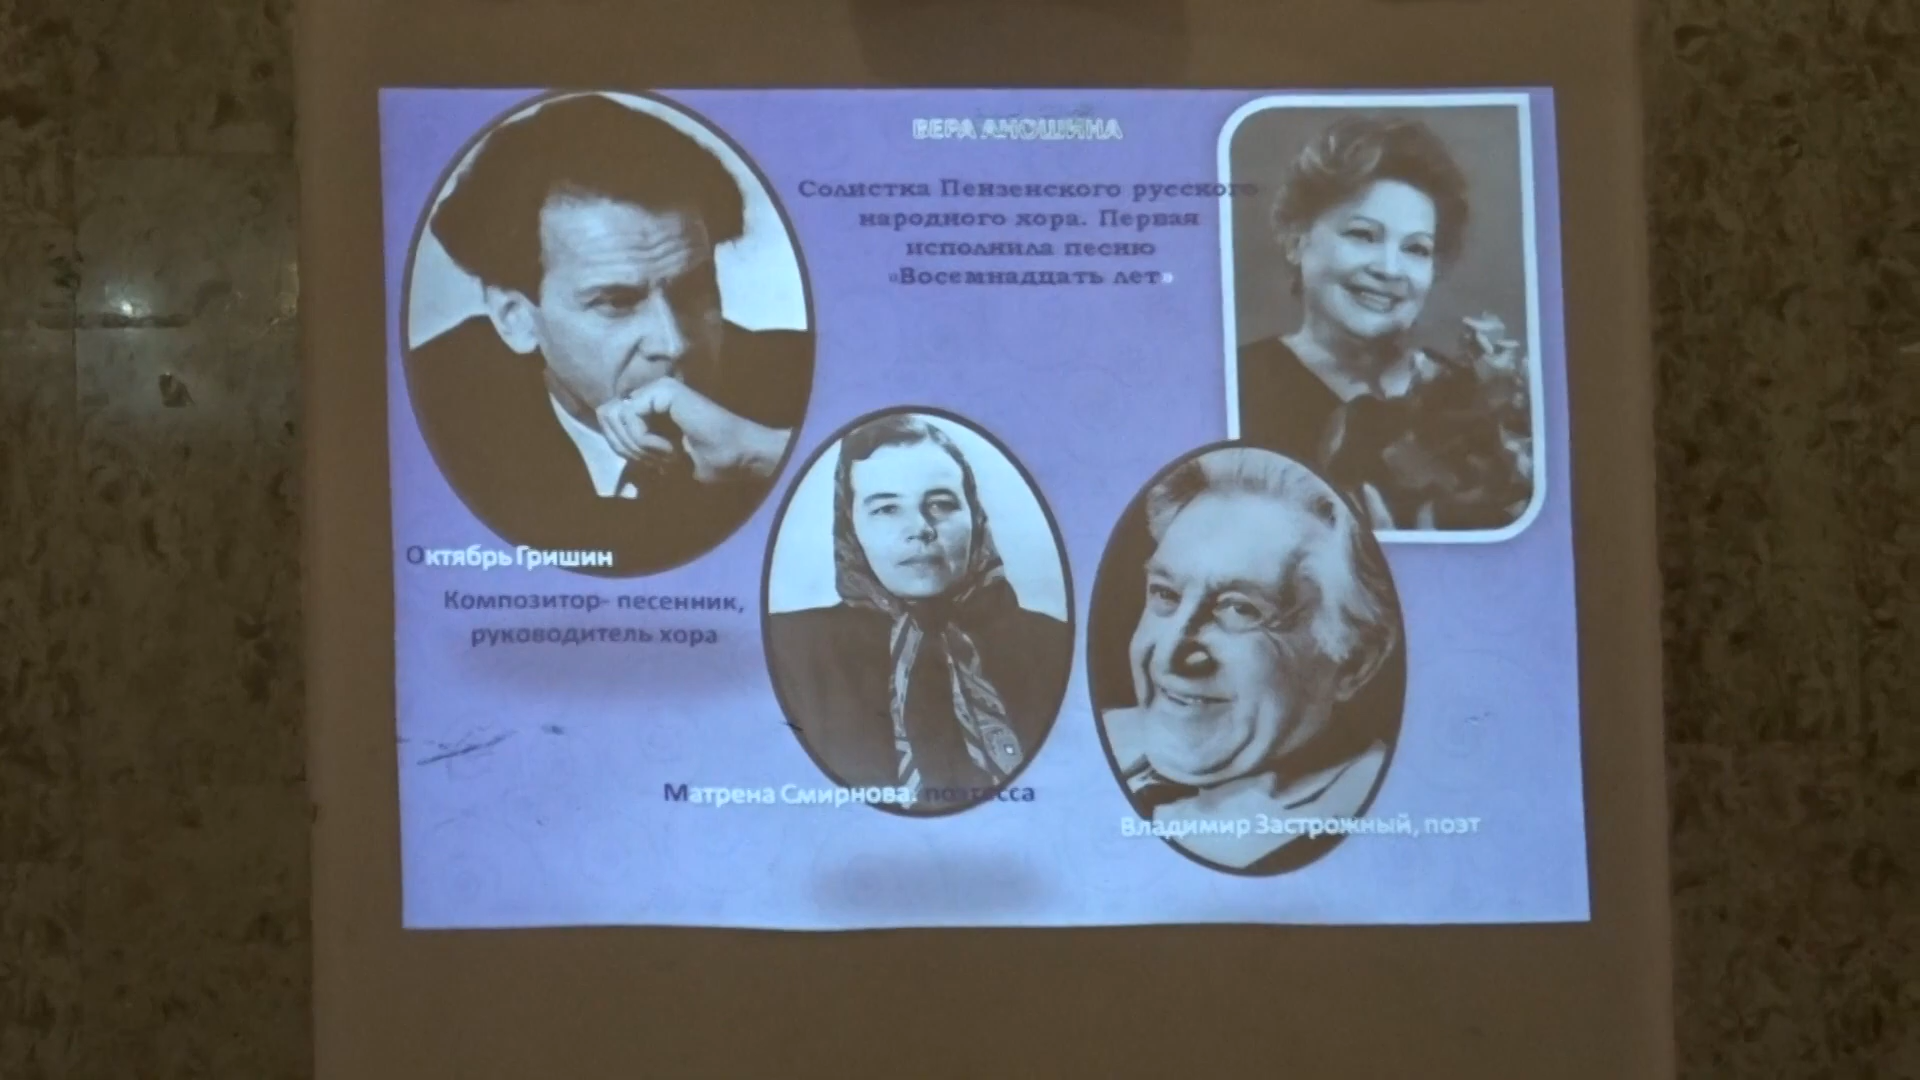 ВЕРА АНОШИНА
Солистка Пензенского русского
народного хора. Первая
исполнила песню
«Восемнадцать лет»
Октябрь Гришин
Композитор- песенник,
руководитель хора
Матрена Смирнова. поэтесса
Владимир Застрожный, поэт